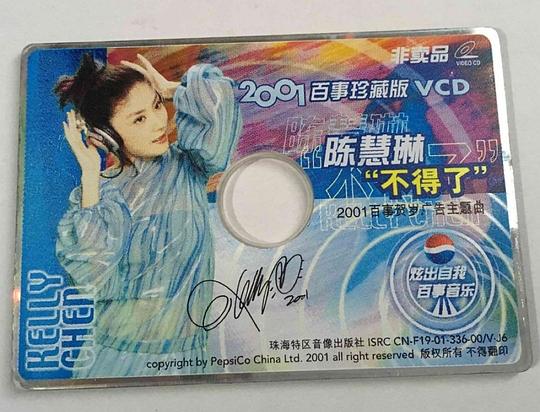 非卖品
VIDEO CD
2001百事珍藏版 VCD
陈慧琳
“不得了”
2001百事贺岁广告主题曲
炫出自我
百事音乐
KELLY
CHEN
2001
珠海特区音像出版社 ISRC CN-F19-01-336-00/V·J6
copyright by PepsiCo China Ltd. 2001 all right reserved 版权所有 不得翻印